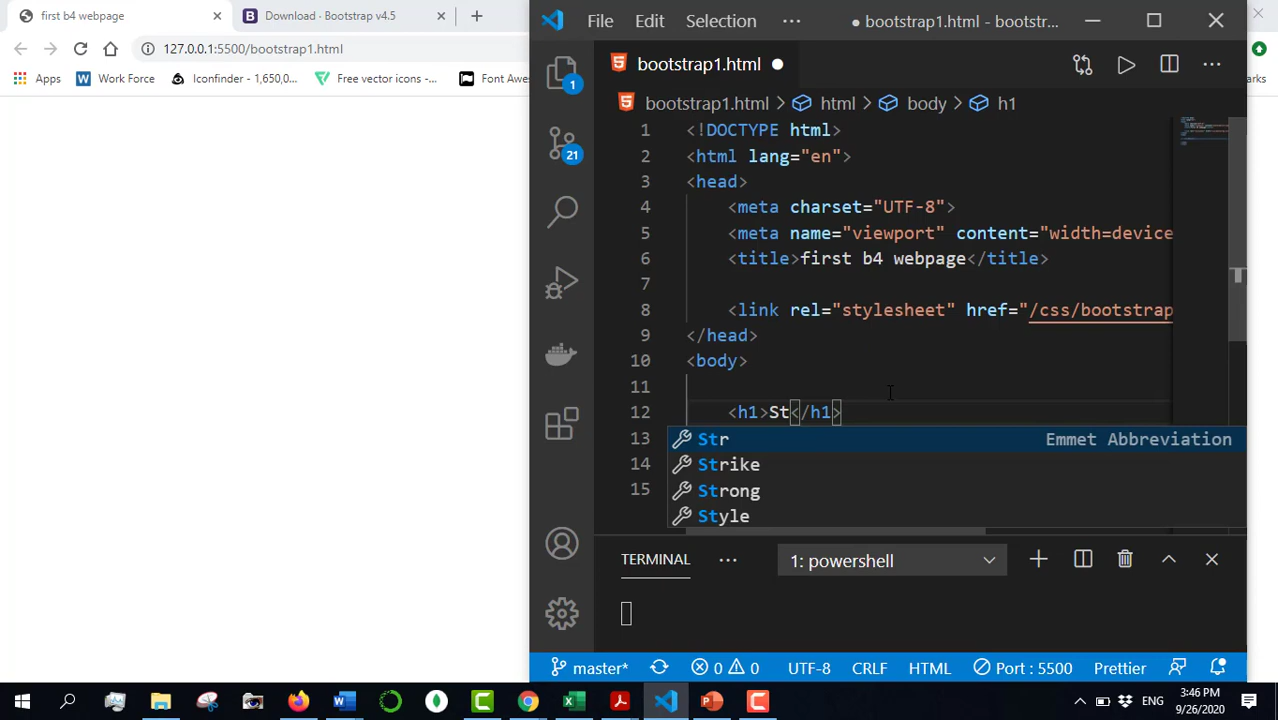 first b4 webpage
Download · Bootstrap v4.5
127.0.0.1:5500/bootstrap1.html
Apps
Work Force
Iconfinder - 1,650,0...
Free vector icons -...
Font Awes
arks
File Edit Selection ··· ● bootstrap1.html - bootstr...
1
21
bootstrap1.html ●
bootstrap1.html > html > body > h1
1 <!DOCTYPE html>
2 <html lang="en">
3 <head>
4 <meta charset="UTF-8">
5 <meta name="viewport" content="width=device
6 <title>first b4 webpage</title>
7
8 <link rel="stylesheet" href="/css/bootstrap
9 </head>
10 <body>
11
12 <h1>St</h1>
13
14
15
Str Emmet Abbreviation
Strike
Strong
Style
TERMINAL ··· 1: powershell
master* 0 0 UTF-8 CRLF HTML Port : 5500 Prettier
ENG
3:46 PM
9/26/2020